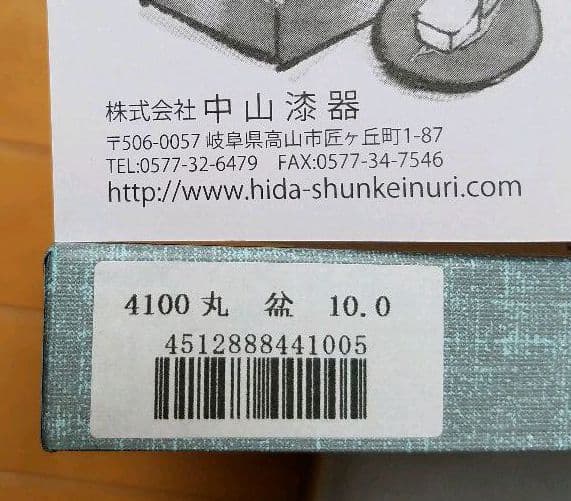 株式会社 中山漆器
〒506-0057 岐阜県高山市匠ヶ丘町1-87
TEL:0577-32-6479 FAX:0577-34-7546
http://www.hida-shunkeinuri.com
4100 丸 盆 10.0
4512888441005